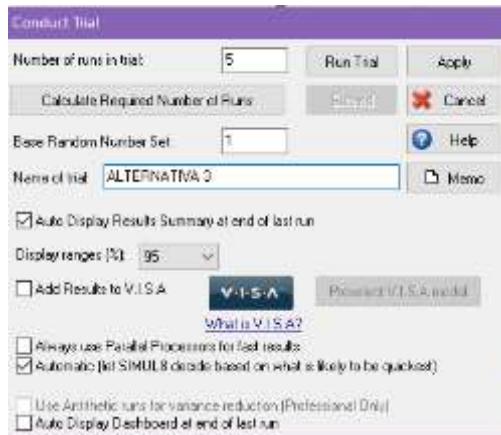 Conduct Trial
Number of runs in trial: 5 Run Trial Apply
Calculate Required Number of Runs Cancel
Base Random Number Set: 1 Help
Name of trial ALTERNATIVA 3 Memo
Auto Display Results Summary at end of last run
Display ranges (%): 95
Add Results to V.I.S.A V·I·S·A Preselect V.I.S.A model
What is V.I.S.A?
Always use Parallel Processors for fast results
Automatic (let SIMUL8 decide based on what is likely to be quickest)
Use Antithetic runs for variance reduction (Professional Only)
Auto Display Dashboard at end of last run